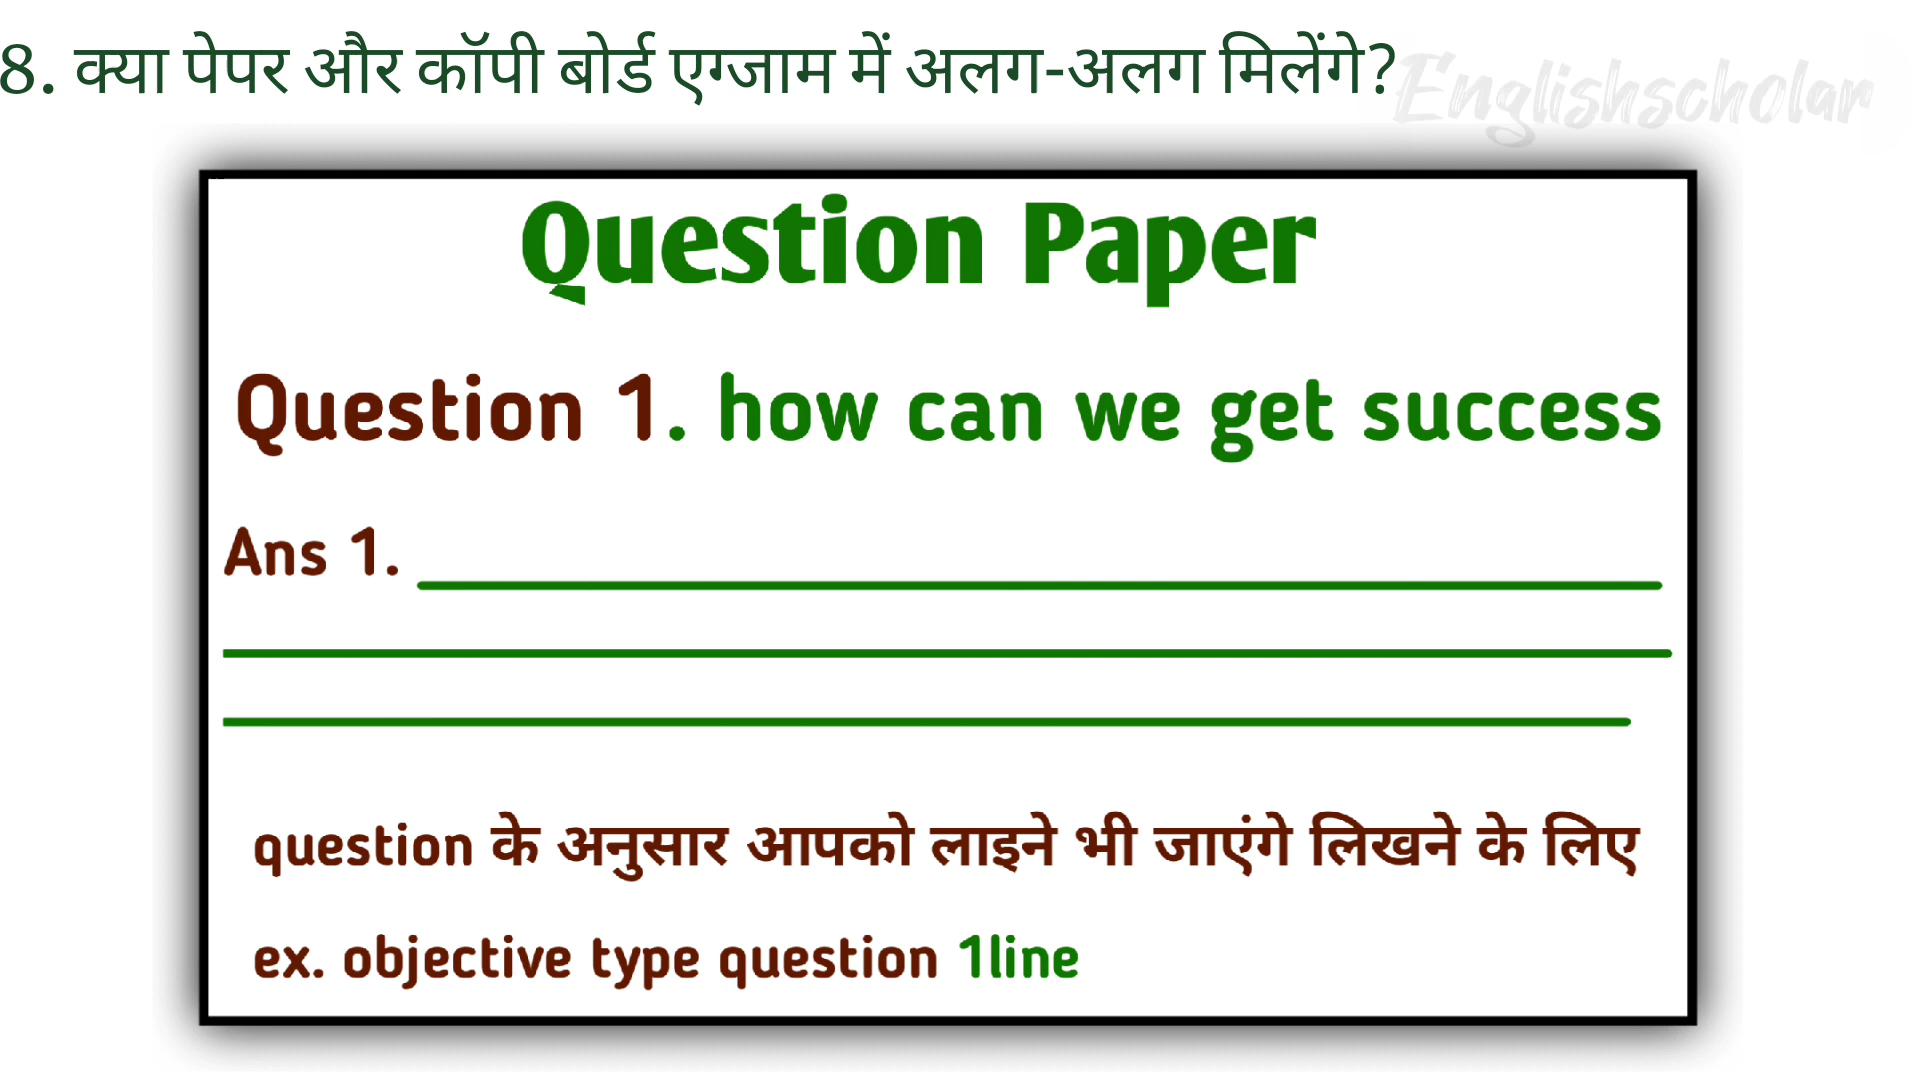 8. क्या पेपर और कॉपी बोर्ड एग्जाम में अलग-अलग मिलेंगे?
Englishscholar
Question Paper
Question 1. how can we get success
Ans 1.
question के अनुसार आपको लाइने भी जाएंगे लिखने के लिए
ex. objective type question 1line